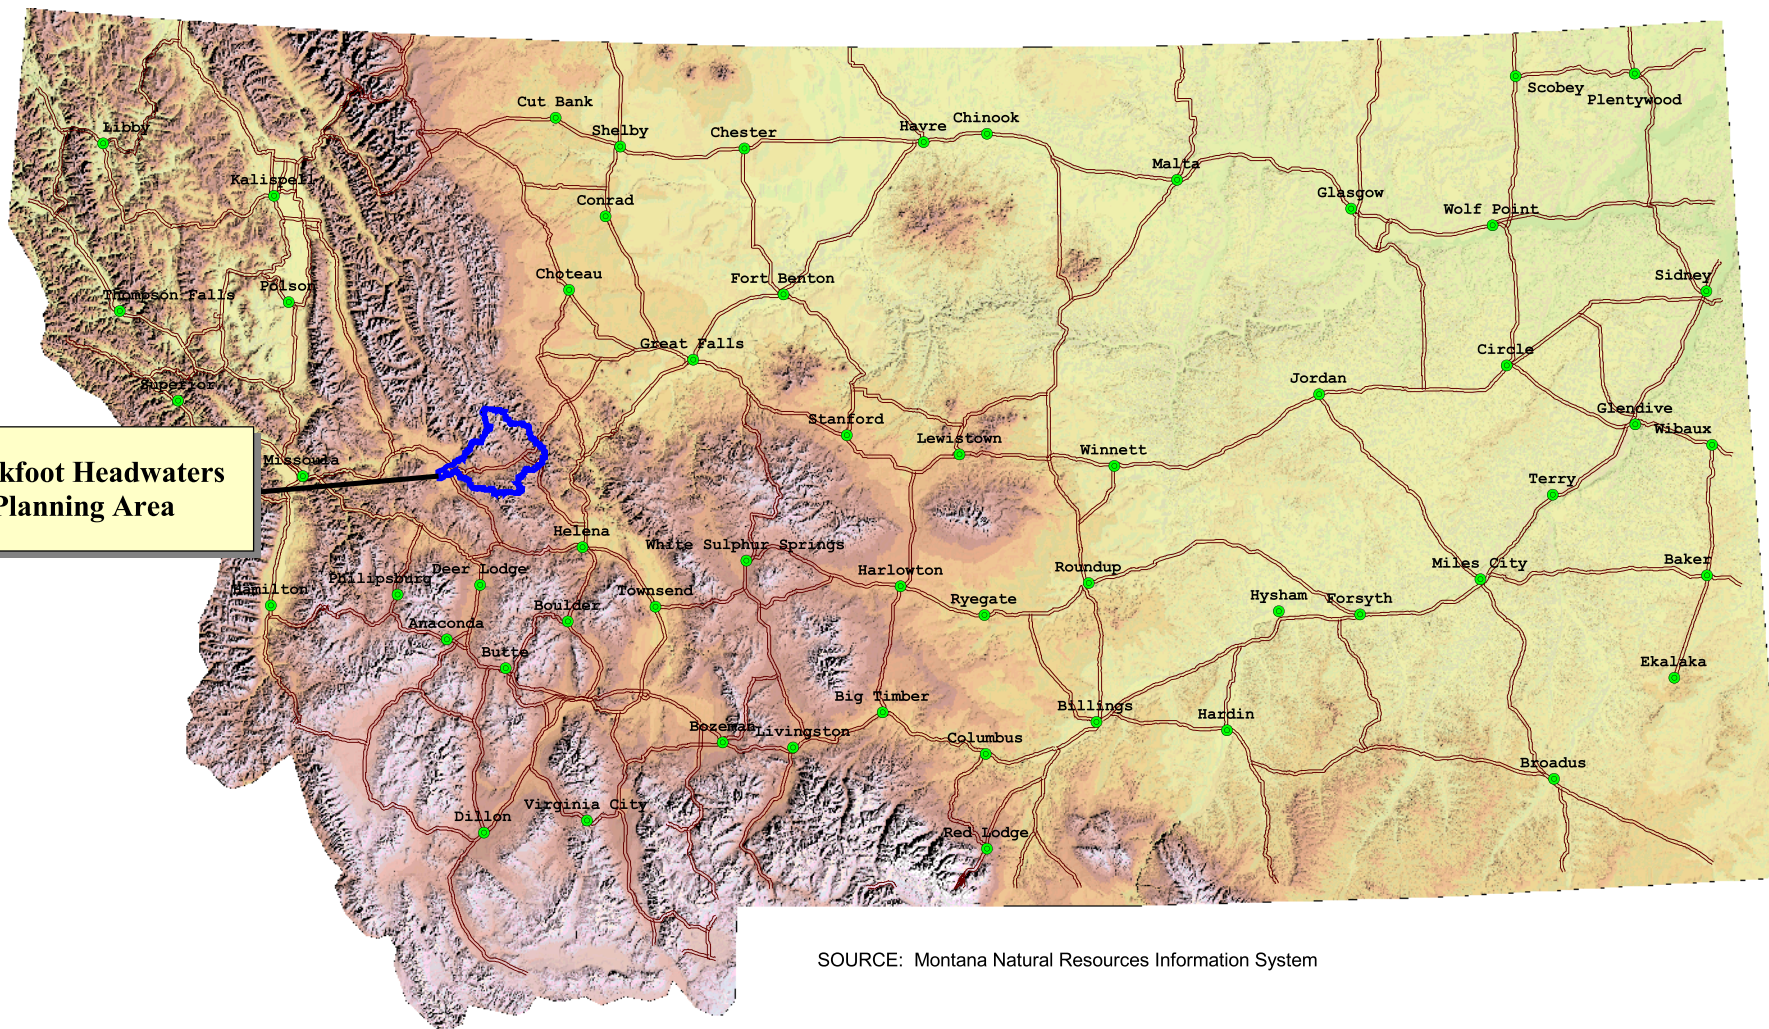 Cut Bank
Shelby
Chester
Havre
Chinook
Scobey
Plentywood
Libby
Kalispell
Malta
Glasgow
Wolf Point
Conrad
Choteau
Fort Benton
Sidney
Thompson Falls
Polson
Great Falls
Circle
Superior
Jordan
Stanford
Lewistown
Winnett
Glendive
Wibaux
Missoula
kfoot Headwaters
Planning Area
Terry
Helena
White Sulphur Springs
Harlowton
Roundup
Miles City
Baker
Hamilton
Philipsburg
Deer Lodge
Boulder
Townsend
Ryegate
Hysham
Forsyth
Anaconda
Butte
Ekalaka
Big Timber
Billings
Hardin
Bozeman
Livingston
Columbus
Broadus
Dillon
Virginia City
Red Lodge
SOURCE: Montana Natural Resources Information System